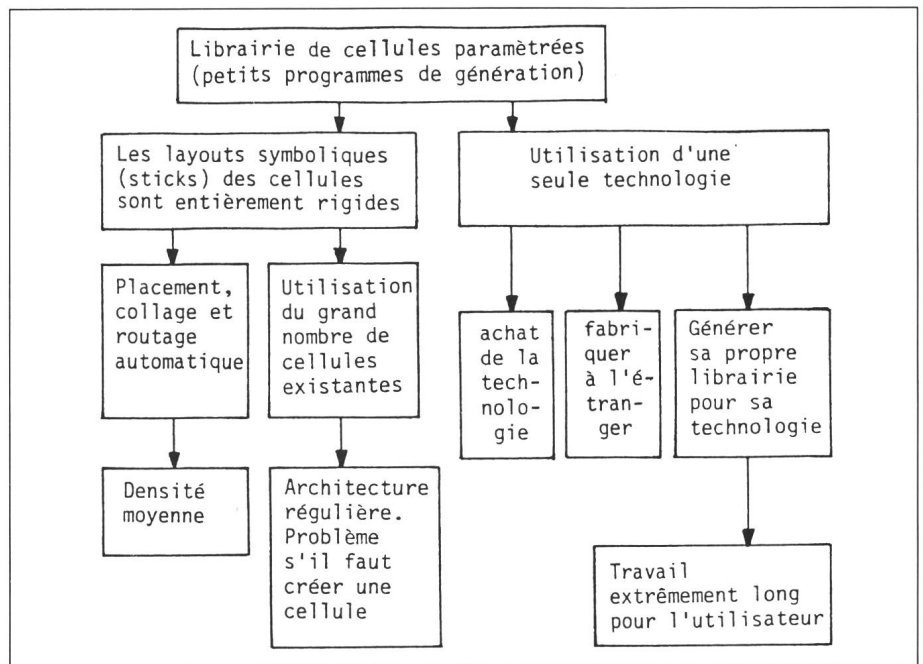 Librairie de cellules paramètrées
(petits programmes de génération)
Les layouts symboliques
(sticks) des cellules
sont entièrement rigides
Utilisation d'une
seule technologie
Placement,
collage et
routage
automatique
Utilisation
du grand
nombre de
cellules
existantes
achat
de la
tech-
nolo-
gie
fabri-
quer
à l'é-
tran-
ger
Générer
sa propre
librairie
pour sa
technologie
Densité
moyenne
Architecture
régulière.
Problème
s'il faut
créer une
cellule
Travail
extrêmement long
pour l'utilisateur